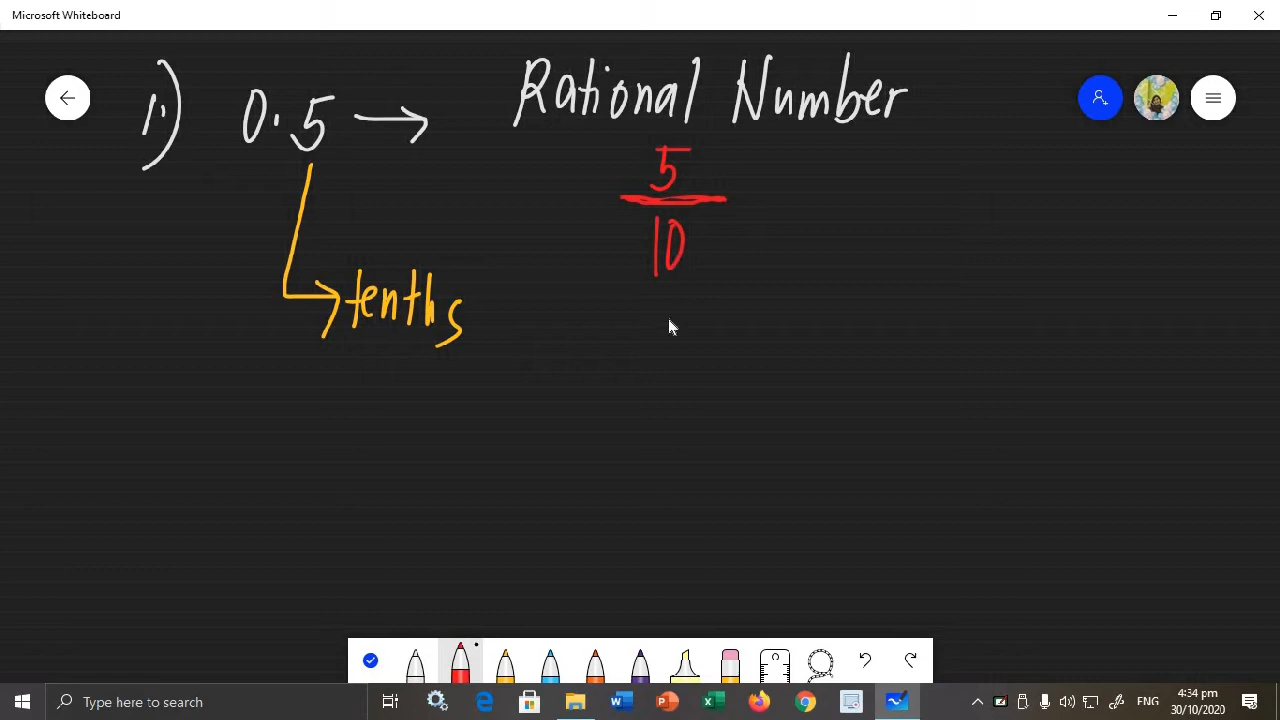 Microsoft Whiteboard
1.) 0.5 → Rational Number
5
10
tenths
Type here to search
ENG
4:34 pm
30/10/2020